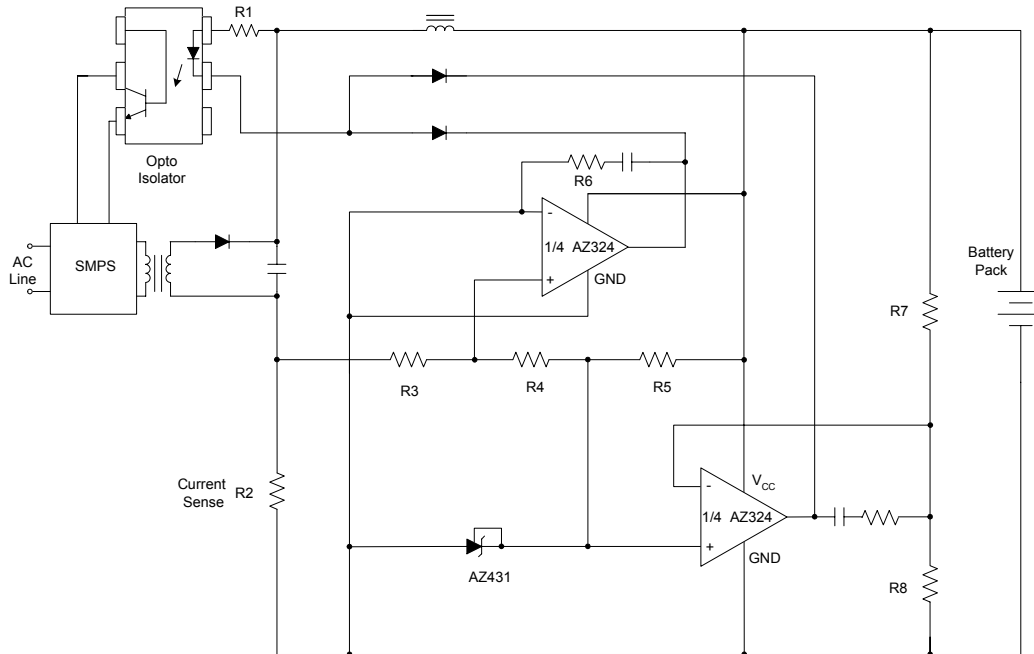 R1
Opto
Isolator
R6
-
1/4 AZ324
+
GND
AC
Line
SMPS
Battery
Pack
R7
R3
R4
R5
Current
Sense
R2
-
VCC
1/4 AZ324
+
GND
AZ431
R8